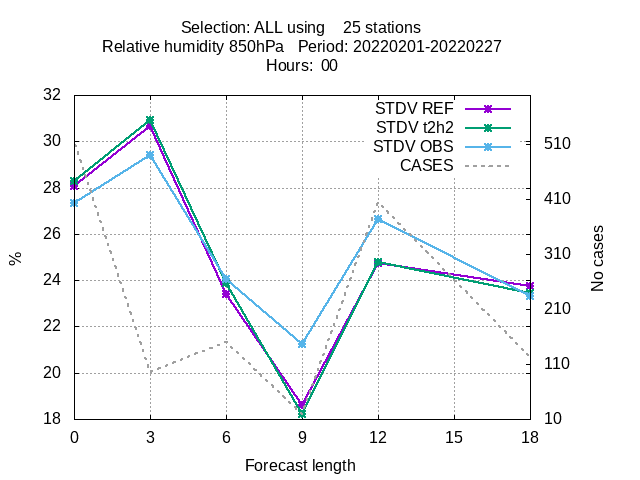 Selection: ALL using    25 stations
Relative humidity 850hPa   Period: 20220201-20220227
Hours:  00
STDV REF
STDV t2h2
STDV OBS
CASES
32
30
28
26
24
22
20
18
%
510
410
310
210
110
10
No cases
0 3 6 9 12 15 18
Forecast length